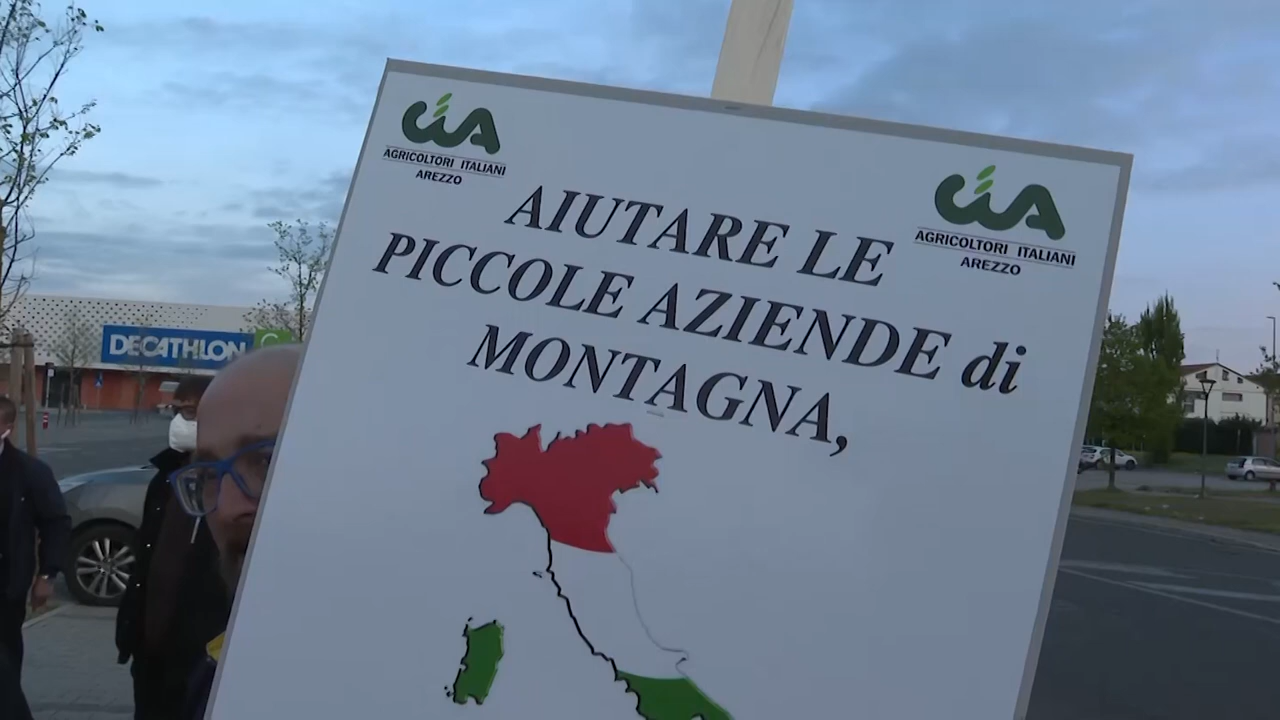 CiA
AGRICOLTORI ITALIANI
AREZZO
CiA
AGRICOLTORI ITALIANI
AREZZO
AIUTARE LE
PICCOLE AZIENDE di
MONTAGNA,
DECATHLON